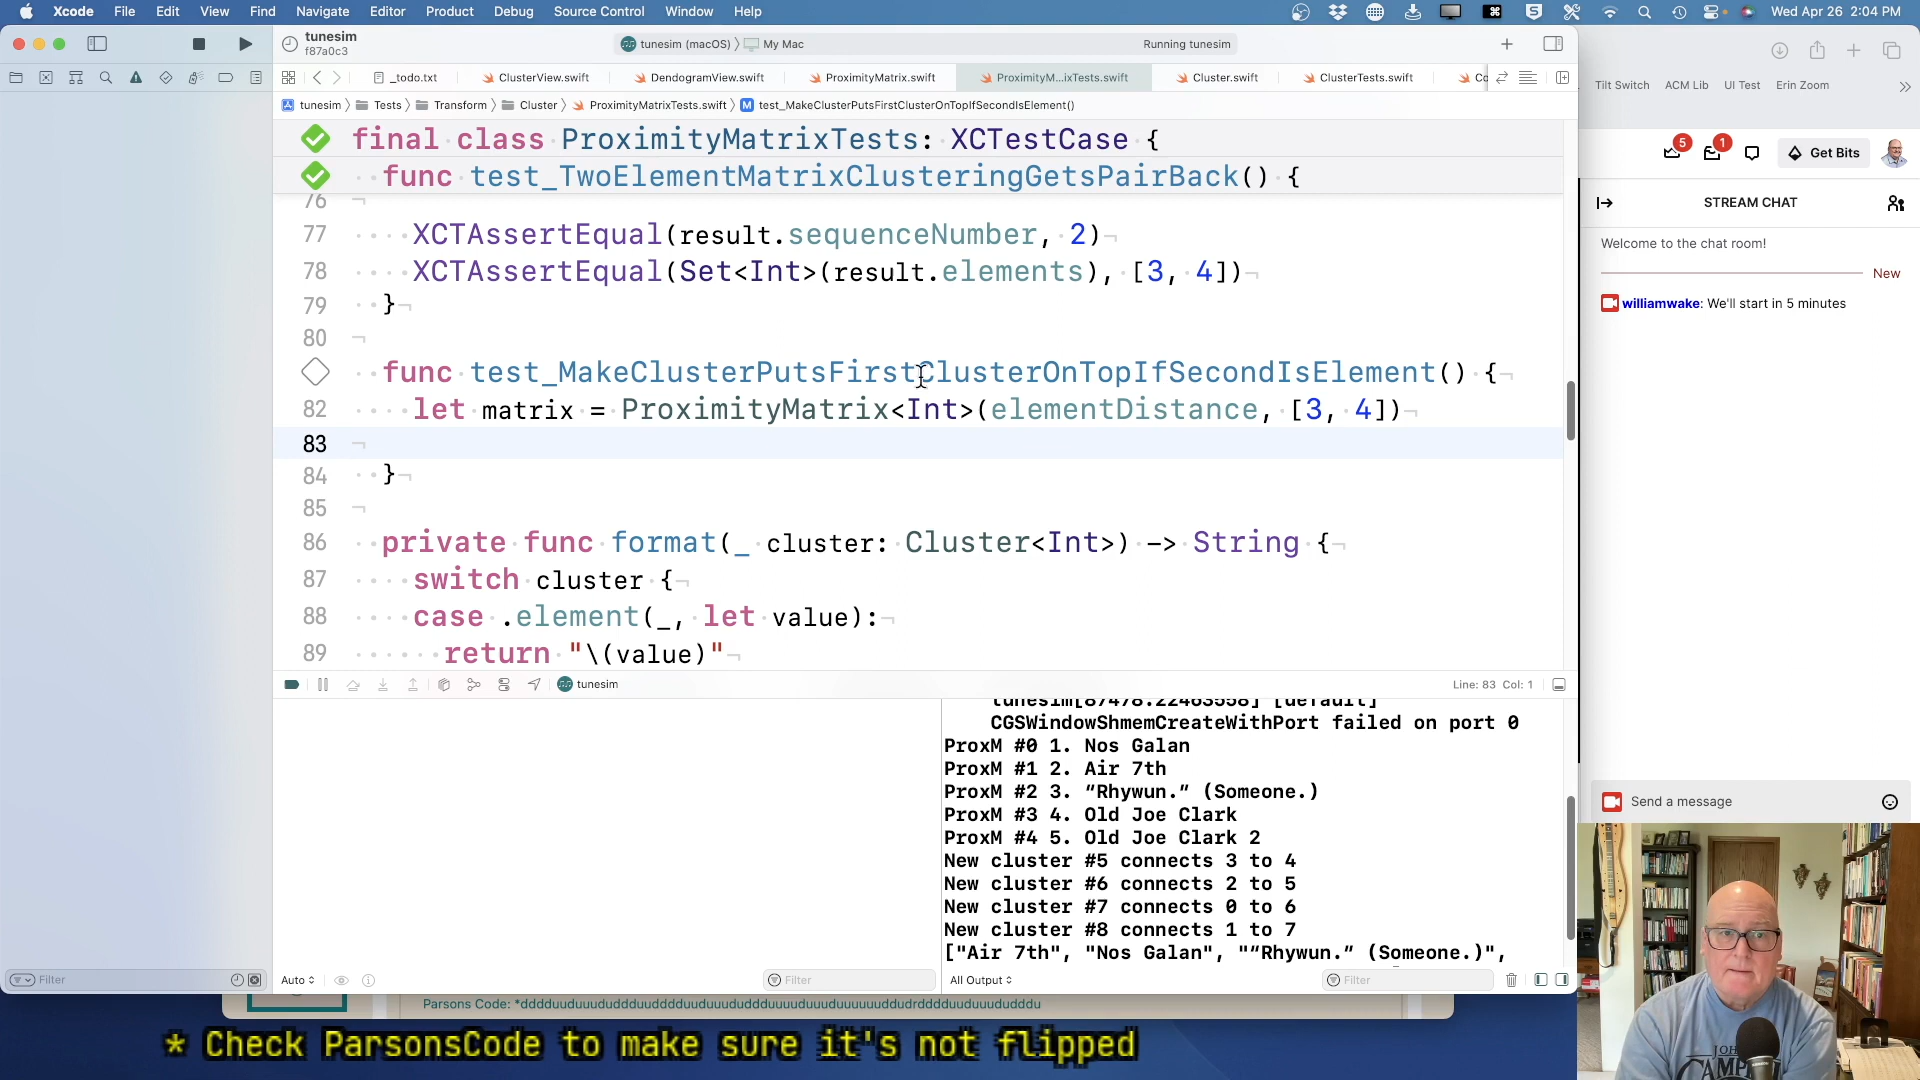 Xcode File Edit View Find Navigate Editor Product Debug Source Control Window Help
Wed Apr 26 2:04 PM
tunesim
f87a0c3
tunesim (macOS) My Mac
Running tunesim
_todo.txt ClusterView.swift DendogramView.swift ProximityMatrix.swift ProximityM...ixTests.swift Cluster.swift ClusterTests.swift
tunesim Tests Transform Cluster ProximityMatrixTests.swift test_MakeClusterPutsFirstClusterOnTopIfSecondIsElement()
final class ProximityMatrixTests: XCTestCase {
func test_TwoElementMatrixClusteringGetsPairBack() {
76
77 XCTAssertEqual(result.sequenceNumber, 2)
78 XCTAssertEqual(Set<Int>(result.elements), [3, 4])
79 }
80
func test_MakeClusterPutsFirstClusterOnTopIfSecondIsElement() {
82 let matrix = ProximityMatrix<Int>(elementDistance, [3, 4])
83
84 }
85
86 private func format(_ cluster: Cluster<Int>) -> String {
87 switch cluster {
88 case .element(_, let value):
89 return "\(value)"
tunesim
Line: 83 Col: 1
tunesim[87478:22463558] [default]
CGSWindowShmemCreateWithPort failed on port 0
ProxM #0 1. Nos Galan
ProxM #1 2. Air 7th
ProxM #2 3. “Rhywun.” (Someone.)
ProxM #3 4. Old Joe Clark
ProxM #4 5. Old Joe Clark 2
New cluster #5 connects 3 to 4
New cluster #6 connects 2 to 5
New cluster #7 connects 0 to 6
New cluster #8 connects 1 to 7
["Air 7th", "Nos Galan", "“Rhywun.” (Someone.)",
Filter
Auto
Filter
All Output
Filter
Tilt Switch ACM Lib UI Test Erin Zoom
5 1 Get Bits
STREAM CHAT
Welcome to the chat room!
New
williamwake: We'll start in 5 minutes
Send a message
* Check ParsonsCode to make sure it's not flipped